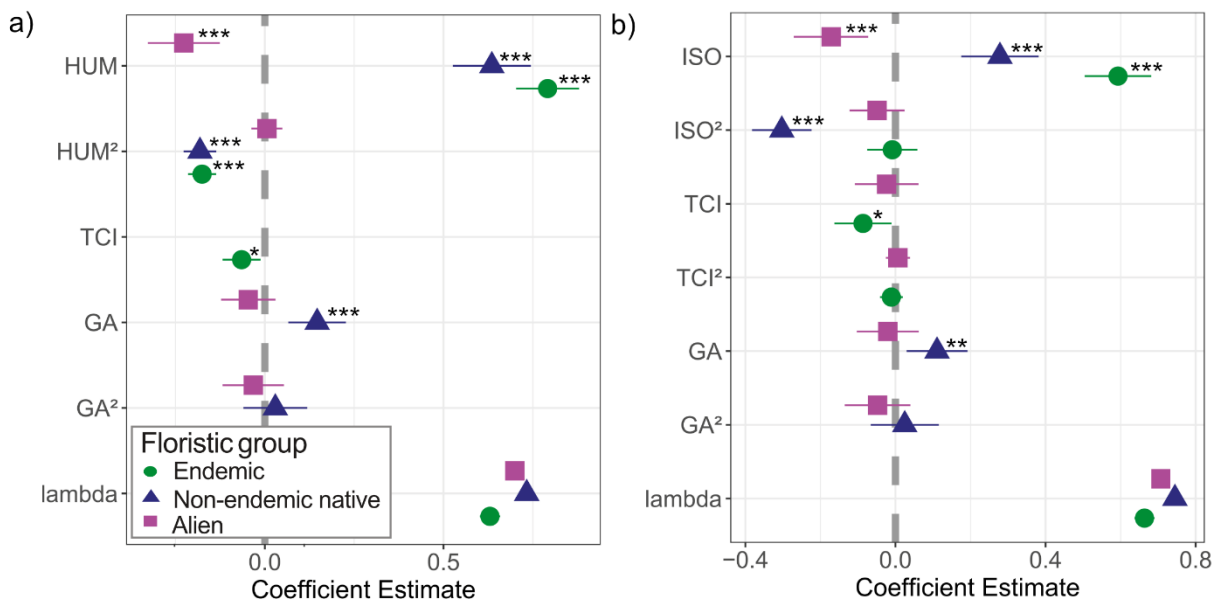 a)
HUM
***
***
***
HUM²
***
***
TCI
*
GA
***
GA²
lambda
Floristic group
Endemic
Non-endemic native
Alien
0.0 0.5
Coefficient Estimate
b)
ISO
***
***
***
ISO²
***
TCI
*
TCI²
GA
**
GA²
lambda
−0.4 0.0 0.4 0.8
Coefficient Estimate